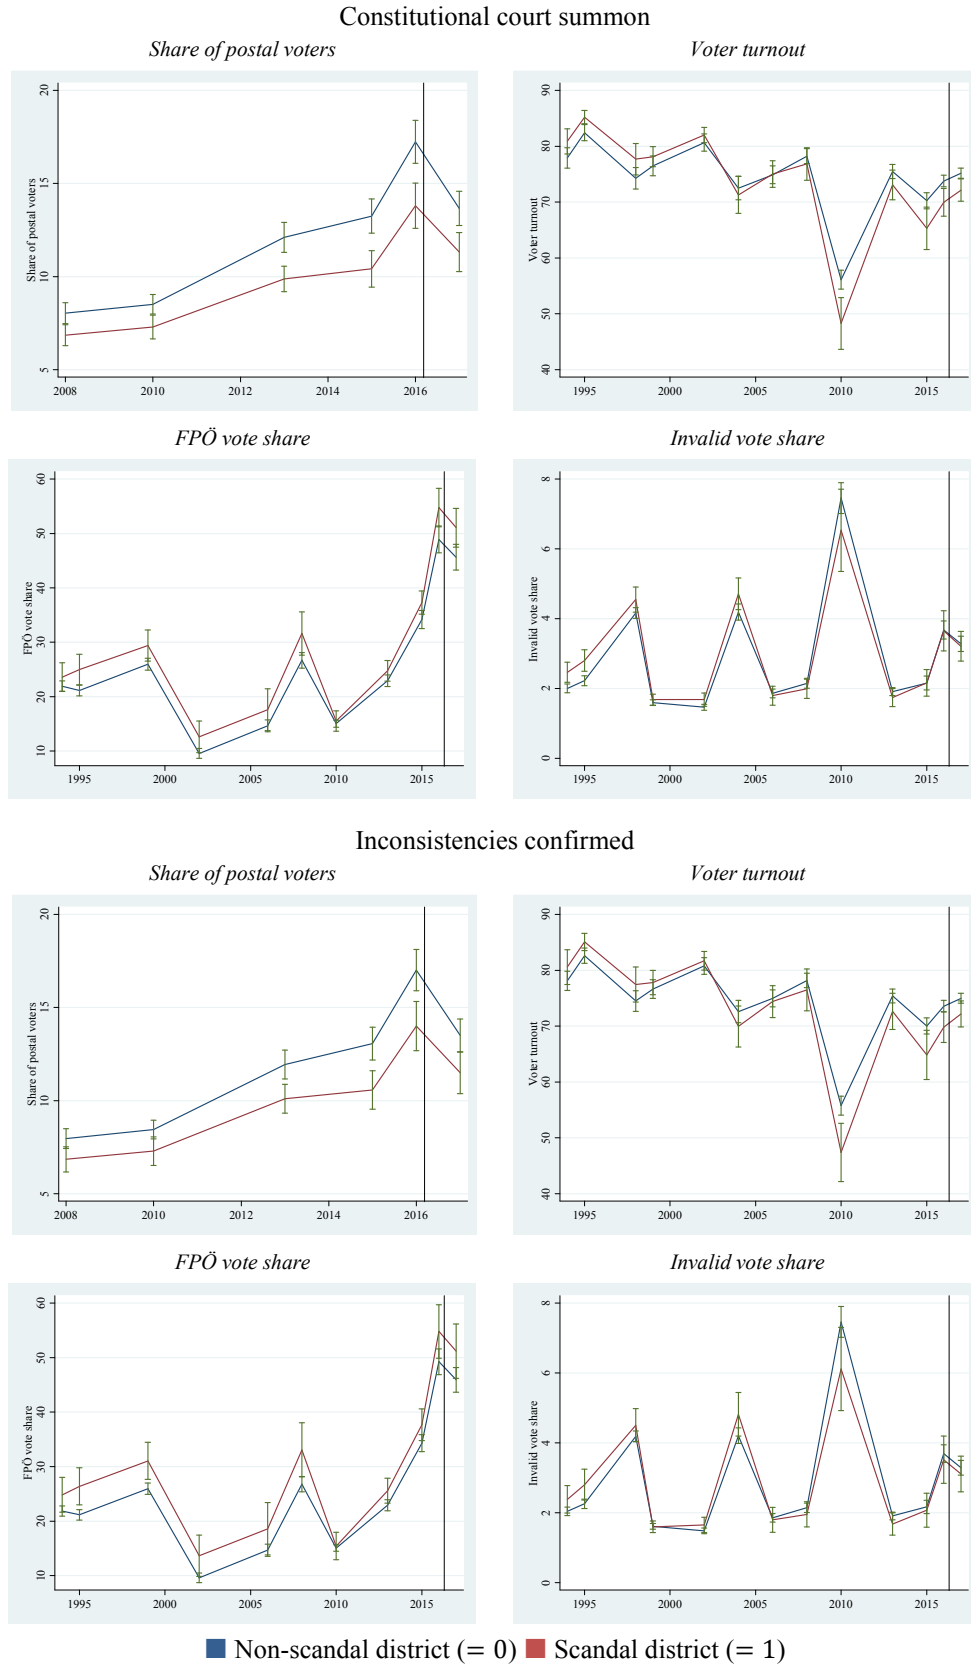 Constitutional court summon
Share of postal voters
Voter turnout
Share of postal voters
20
15
10
5
2008 2010 2012 2014 2016
Voter turnout
90
80
70
60
50
40
1995 2000 2005 2010 2015
FPÖ vote share
Invalid vote share
FPÖ vote share
60
50
40
30
20
10
1995 2000 2005 2010 2015
Invalid vote share
8
6
4
2
0
1995 2000 2005 2010 2015
Inconsistencies confirmed
Share of postal voters
Voter turnout
Share of postal voters
20
15
10
5
2008 2010 2012 2014 2016
Voter turnout
90
80
70
60
50
40
1995 2000 2005 2010 2015
FPÖ vote share
Invalid vote share
FPÖ vote share
60
50
40
30
20
10
1995 2000 2005 2010 2015
Invalid vote share
8
6
4
2
0
1995 2000 2005 2010 2015
Non-scandal district (= 0) Scandal district (= 1)